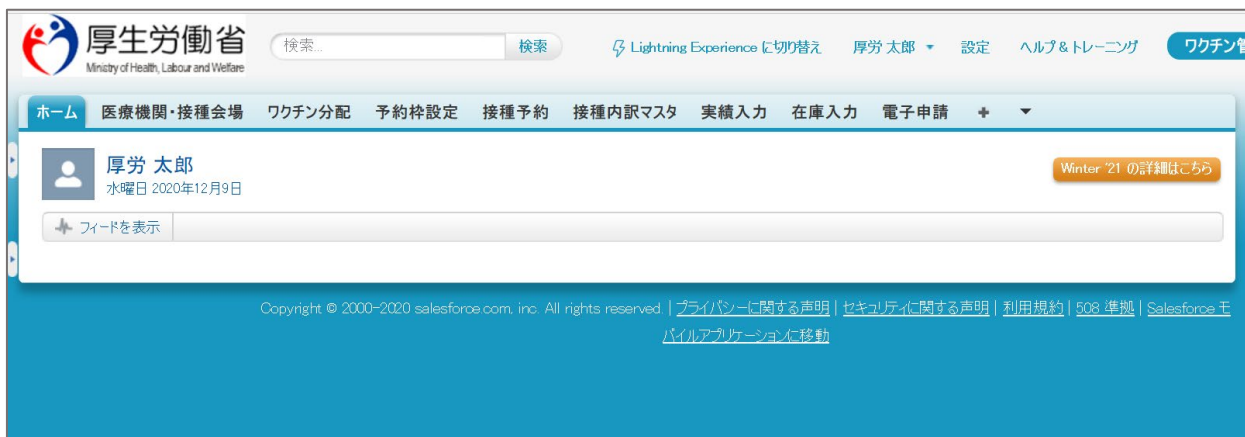 厚生労働省
Ministry of Health, Labour and Welfare
検索...
検索
Lightning Experience に切り替え
厚労 太郎
設定
ヘルプ & トレーニング
ワクチン管
ホーム 医療機関・接種会場 ワクチン分配 予約枠設定 接種予約 接種内訳マスタ 実績入力 在庫入力 電子申請 +
厚労 太郎
水曜日 2020年12月9日
Winter '21 の詳細はこちら
フィードを表示
Copyright © 2000-2020 salesforce.com, inc. All rights reserved. | プライバシーに関する声明 | セキュリティに関する声明 | 利用規約 | 508 準拠 | Salesforce モ
バイルアプリケーションに移動